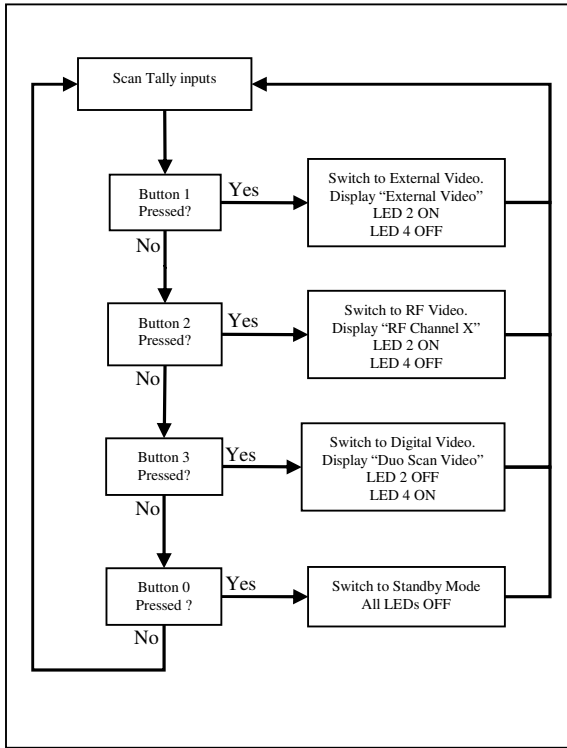 Scan Tally inputs
Button 1
Pressed?
Yes
Switch to External Video.
Display “External Video”
LED 2 ON
LED 4 OFF
No
Button 2
Pressed?
Yes
Switch to RF Video.
Display “RF Channel X”
LED 2 ON
LED 4 OFF
No
Button 3
Pressed?
Yes
Switch to Digital Video.
Display “Duo Scan Video”
LED 2 OFF
LED 4 ON
No
Button 0
Pressed ?
Yes
Switch to Standby Mode
All LEDs OFF
No